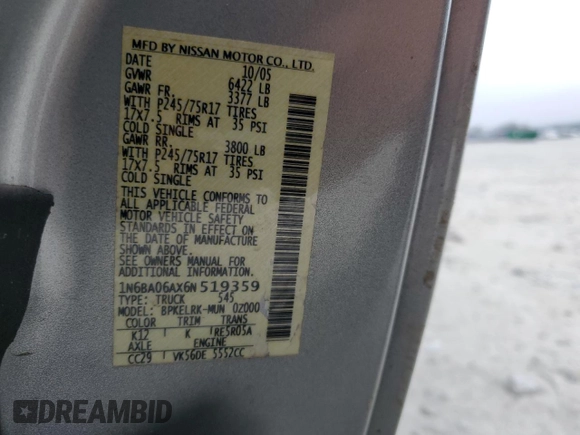 MFD BY NISSAN MOTOR CO., LTD.
DATE 10/05
GVWR 6422 LB
GAWR FR. 3377 LB
WITH P245/75R17 TIRES
17X7.5 RIMS AT 35 PSI
COLD SINGLE
GAWR RR. 3800 LB
WITH P245/75R17 TIRES
17X7.5 RIMS AT 35 PSI
COLD SINGLE
THIS VEHICLE CONFORMS TO
ALL APPLICABLE FEDERAL
MOTOR VEHICLE SAFETY
STANDARDS IN EFFECT ON
THE DATE OF MANUFACTURE
SHOWN ABOVE.
SEE OWNERS MANUAL FOR
ADDITIONAL INFORMATION.
1N6BA06AX6N519359
TYPE: TRUCK 545
MODEL: BPKELRK-MUN 02000
COLOR TRIM TRANS
K12 K RE5R05A
AXLE ENGINE
CC29 VK56DE 5552CC
DREAMBID